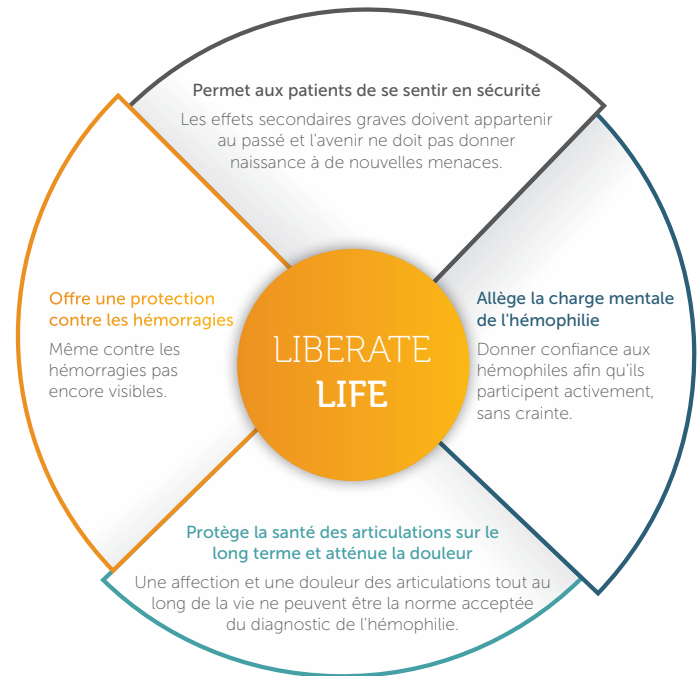 Permet aux patients de se sentir en sécurité
Les effets secondaires graves doivent appartenir
au passé et l'avenir ne doit pas donner
naissance à de nouvelles menaces.
Offre une protection
contre les hémorragies
Même contre les
hémorragies pas
encore visibles.
LIBERATE
LIFE
Allège la charge mentale
de l'hémophilie
Donner confiance aux
hémophiles afin qu'ils
participent activement,
sans crainte.
Protège la santé des articulations sur le
long terme et atténue la douleur
Une affection et une douleur des articulations tout au
long de la vie ne peuvent être la norme acceptée
du diagnostic de l'hémophilie.